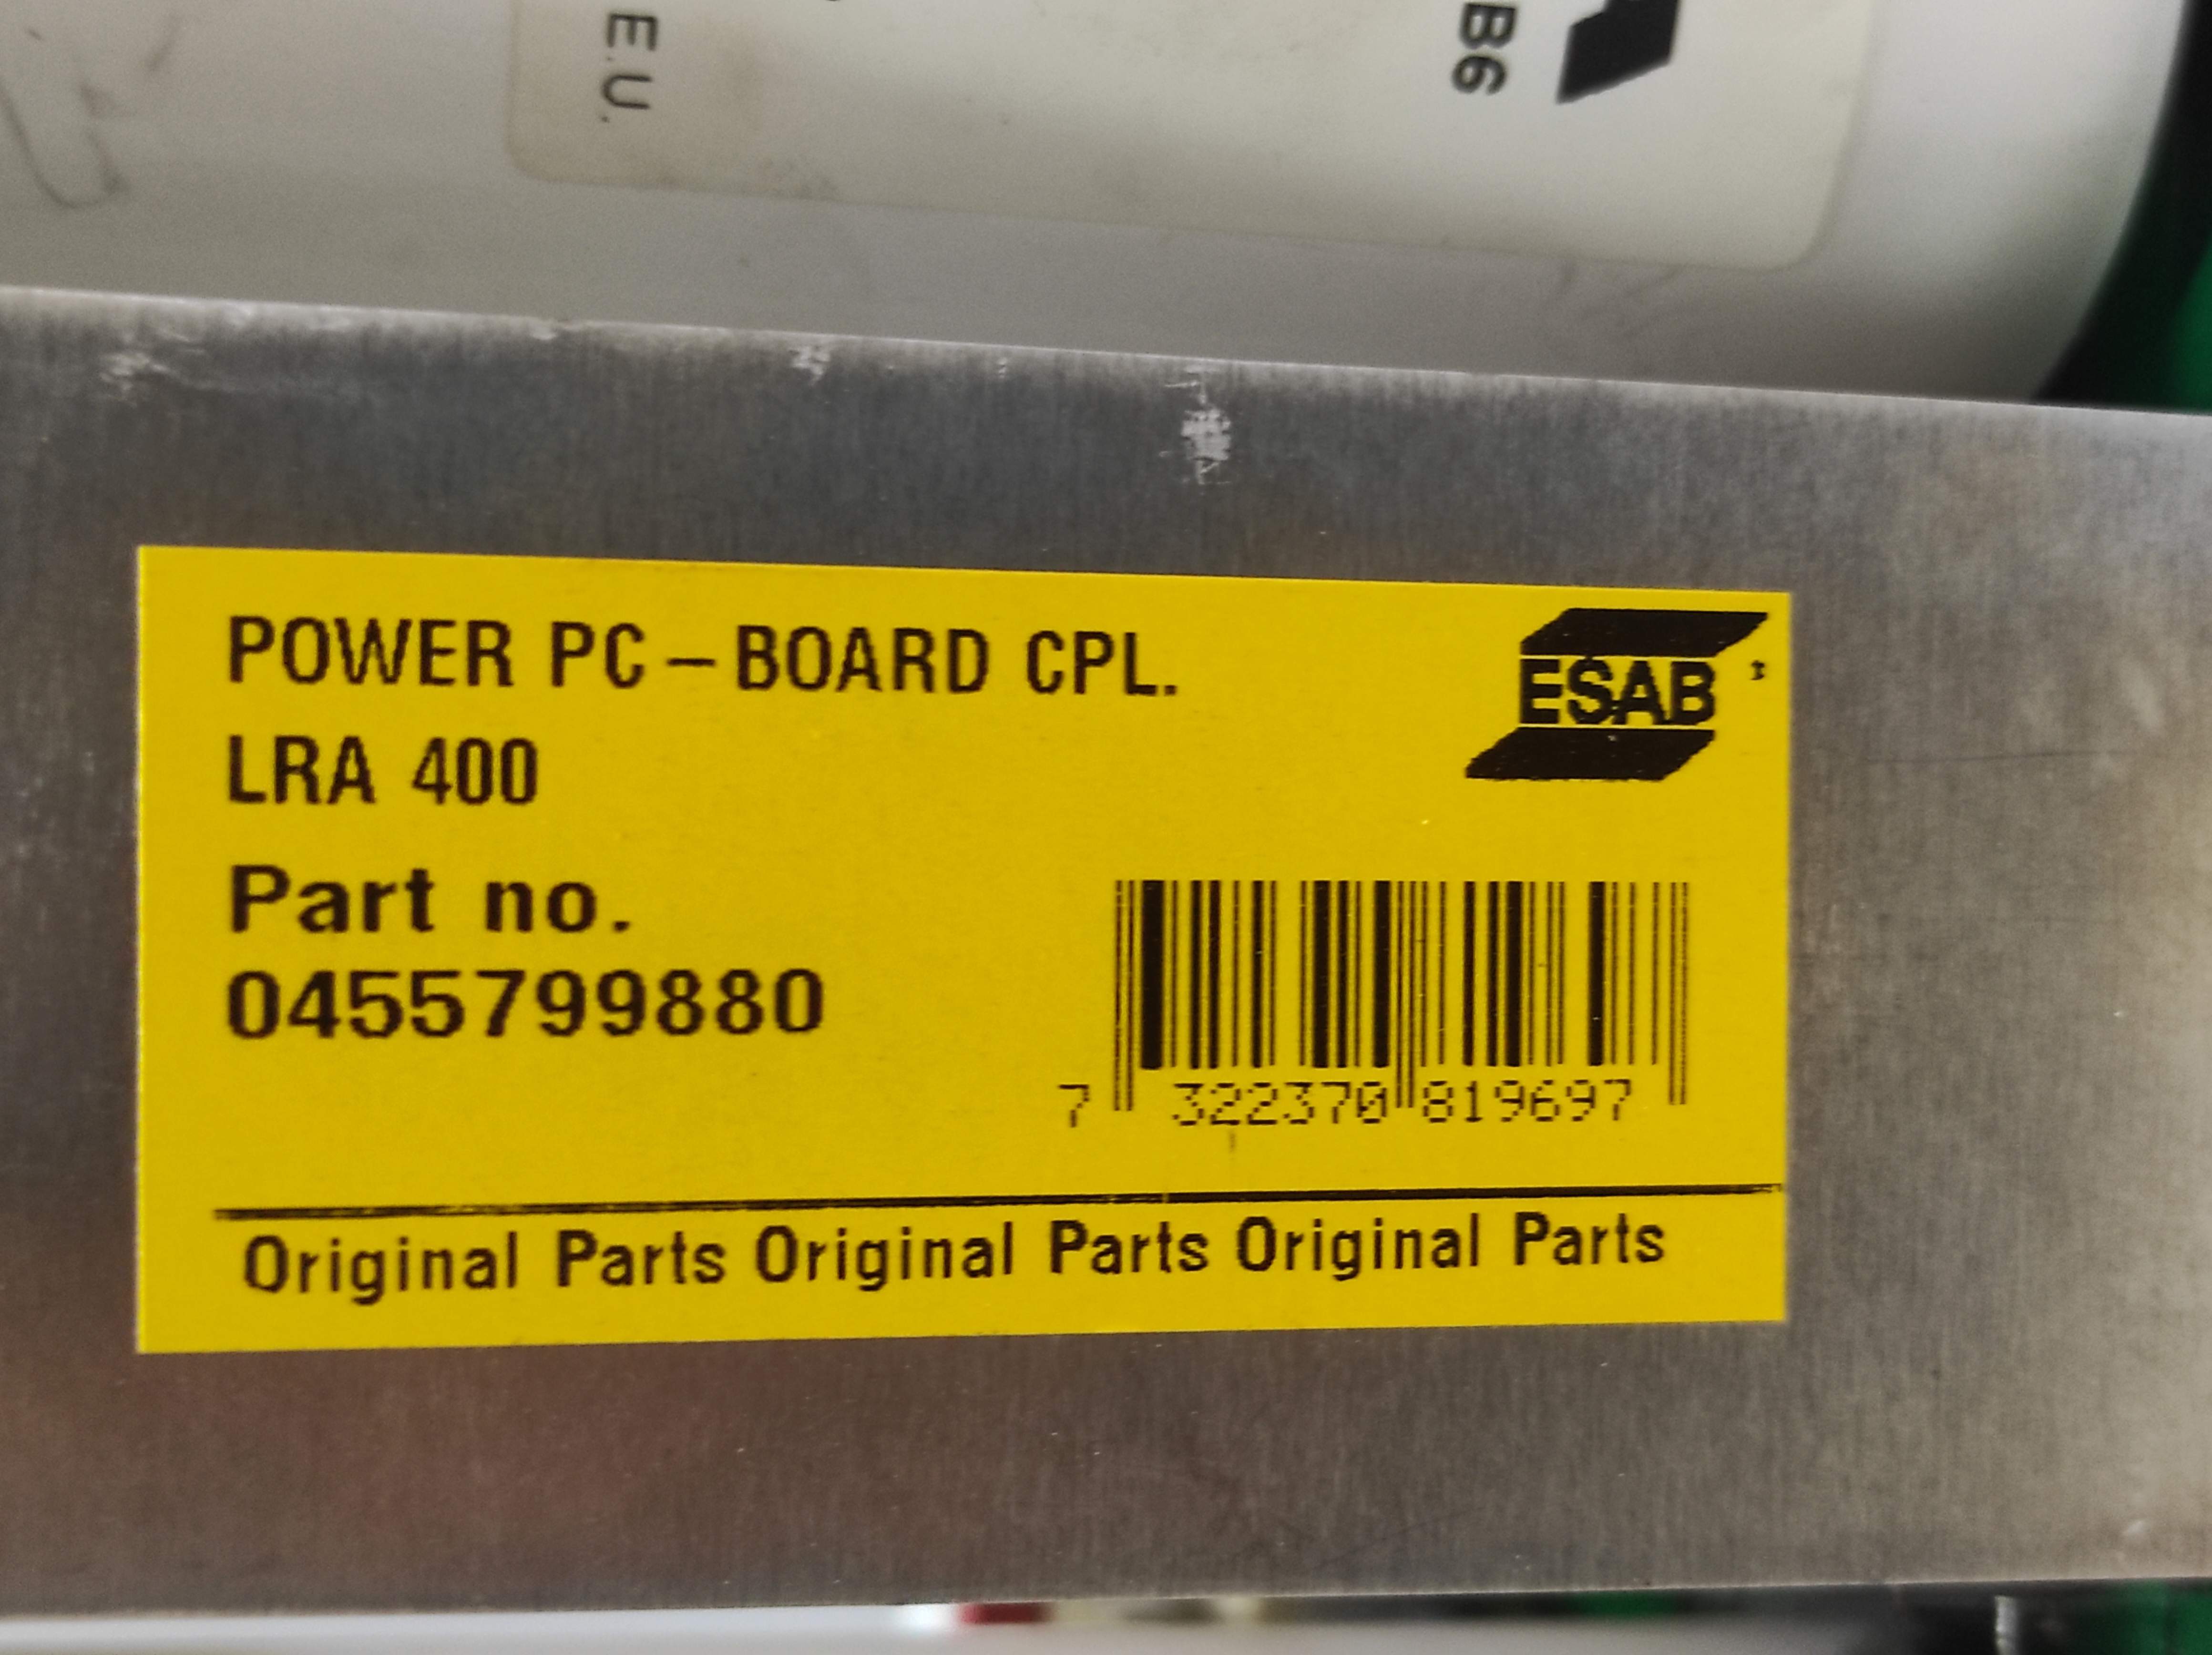 E.U.
B6
POWER PC-BOARD CPL.
LRA 400
ESAB
Part no.
0455799880
7 322370 819697
Original Parts Original Parts Original Parts